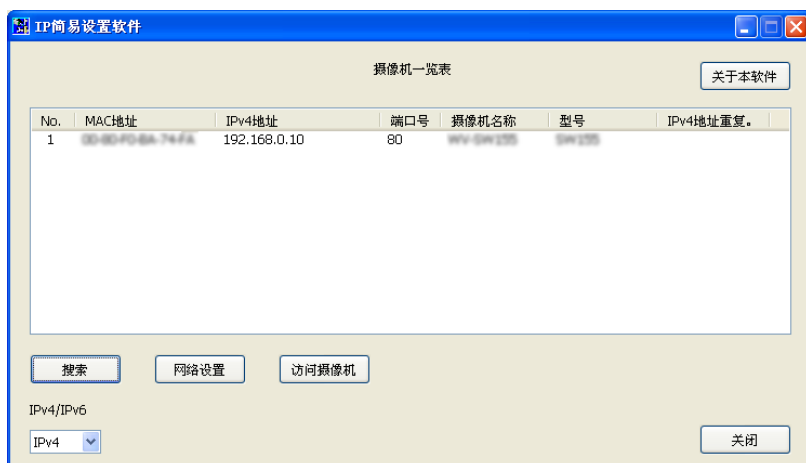 IP简易设置软件
摄像机一览表
关于本软件
No. MAC地址 IPv4地址 端口号 摄像机名称 型号 IPv4地址重复。
1 192.168.0.10 80
搜索 网络设置 访问摄像机
IPv4/IPv6
IPv4 关闭